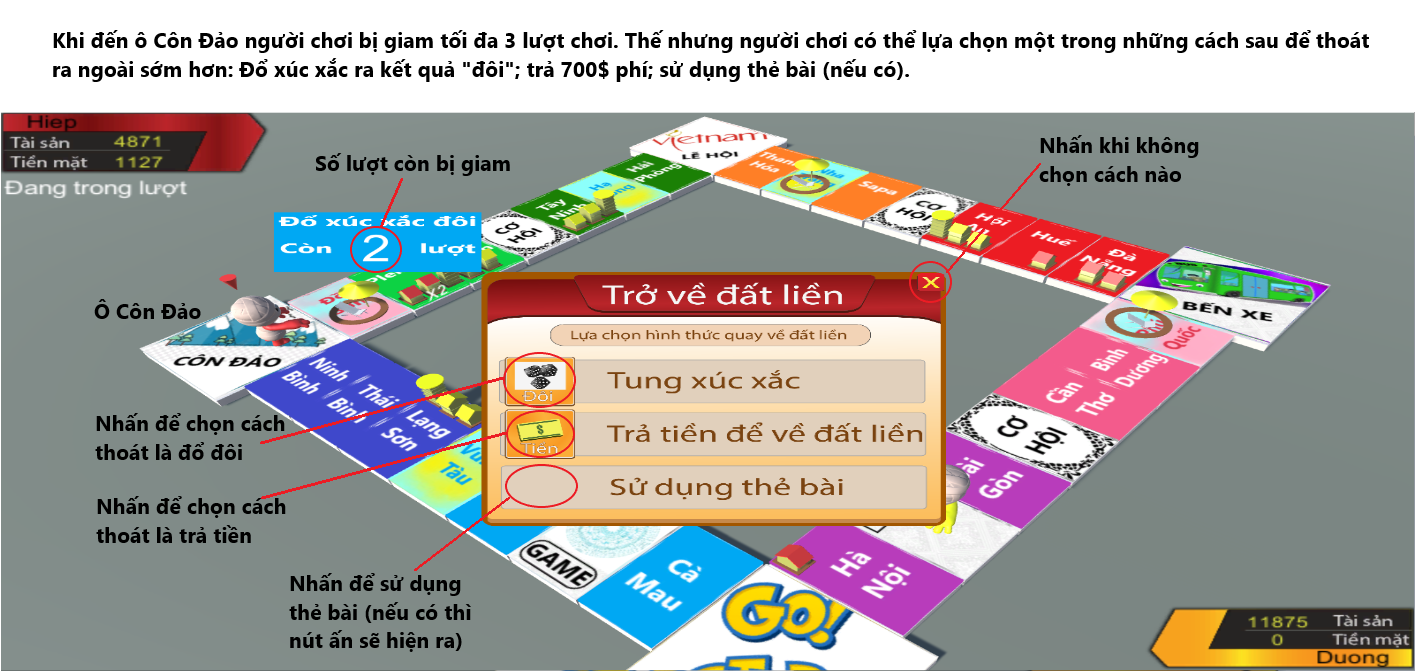 Khi đến ô Côn Đảo người chơi bị giam tối đa 3 lượt chơi. Thế nhưng người chơi có thể lựa chọn một trong những cách sau để thoát
ra ngoài sớm hơn: Đổ xúc xắc ra kết quả "đôi"; trả 700$ phí; sử dụng thẻ bài (nếu có).
Hiep
Tài sản 4871
Tiền mặt 1127
Đang trong lượt
Số lượt còn bị giam
Đổ xúc xắc đôi
Còn 2 lượt
Vietnam
LỄ HỘI
Nhấn khi không
chọn cách nào
Hải
Phòng
Hạ
Tây
Ninh
CƠ
HỘI
X2
Thanh
Hóa
Nha
Sapa
CƠ
HỘI
Hội
An
Huế
Đà
Nẵng
BẾN XE
Phú
Quốc
Bình
Dương
Cần
Thơ
CƠ
HỘI
Sài
Gòn
Hà
Nội
Ô Côn Đảo
CÔN ĐẢO
Ninh
Bình
Thái
Bình
Lạng
Sơn
Vũng
Tàu
GAME
Cà
Mau
GO!
Trở về đất liền
X
Lựa chọn hình thức quay về đất liền
Đôi
Tung xúc xắc
Tiền
Trả tiền để về đất liền
Sử dụng thẻ bài
Nhấn để chọn cách
thoát là đổ đôi
Nhấn để chọn cách
thoát là trả tiền
Nhấn để sử dụng
thẻ bài (nếu có thì
nút ấn sẽ hiện ra)
11875 Tài sản
0 Tiền mặt
Duong